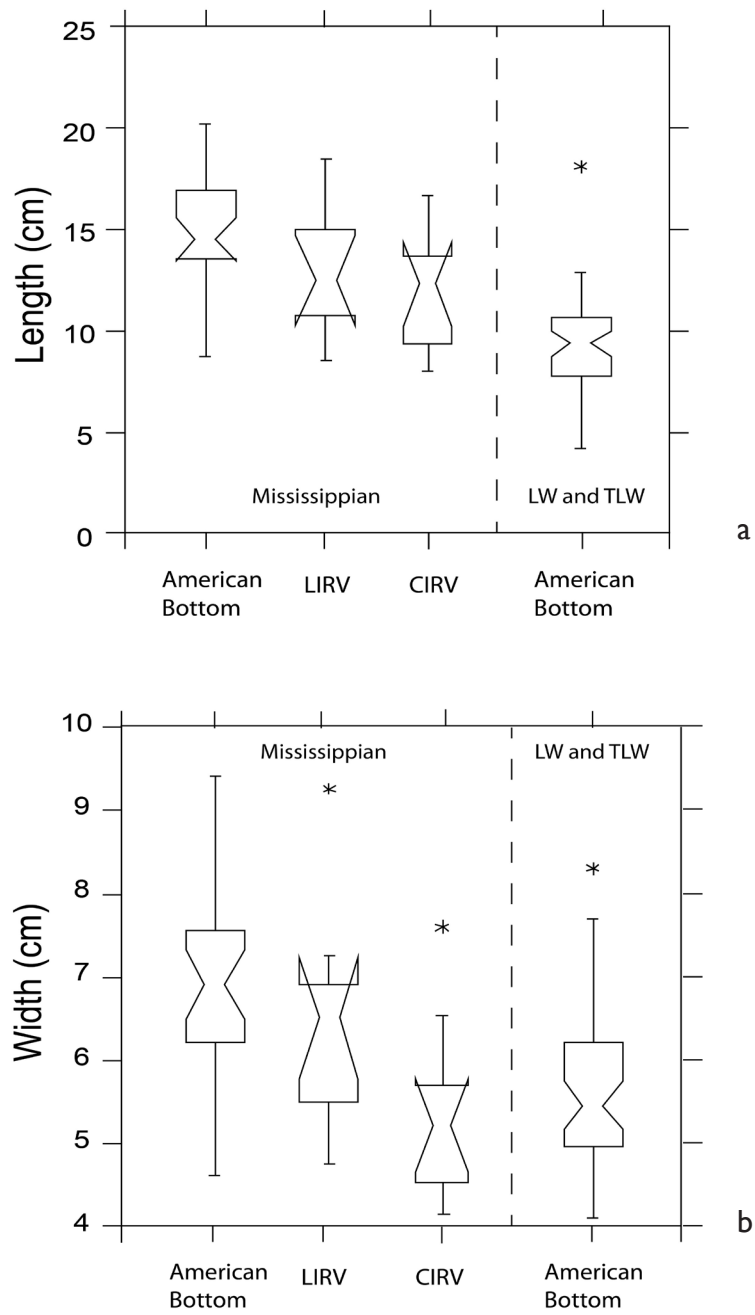 25
20
15
10
5
0
Length (cm)
*
Mississippian
LW and TLW
a
American
Bottom
LIRV
CIRV
American
Bottom
10
9
8
7
6
5
4
Width (cm)
Mississippian
LW and TLW
*
*
*
b
American
Bottom
LIRV
CIRV
American
Bottom